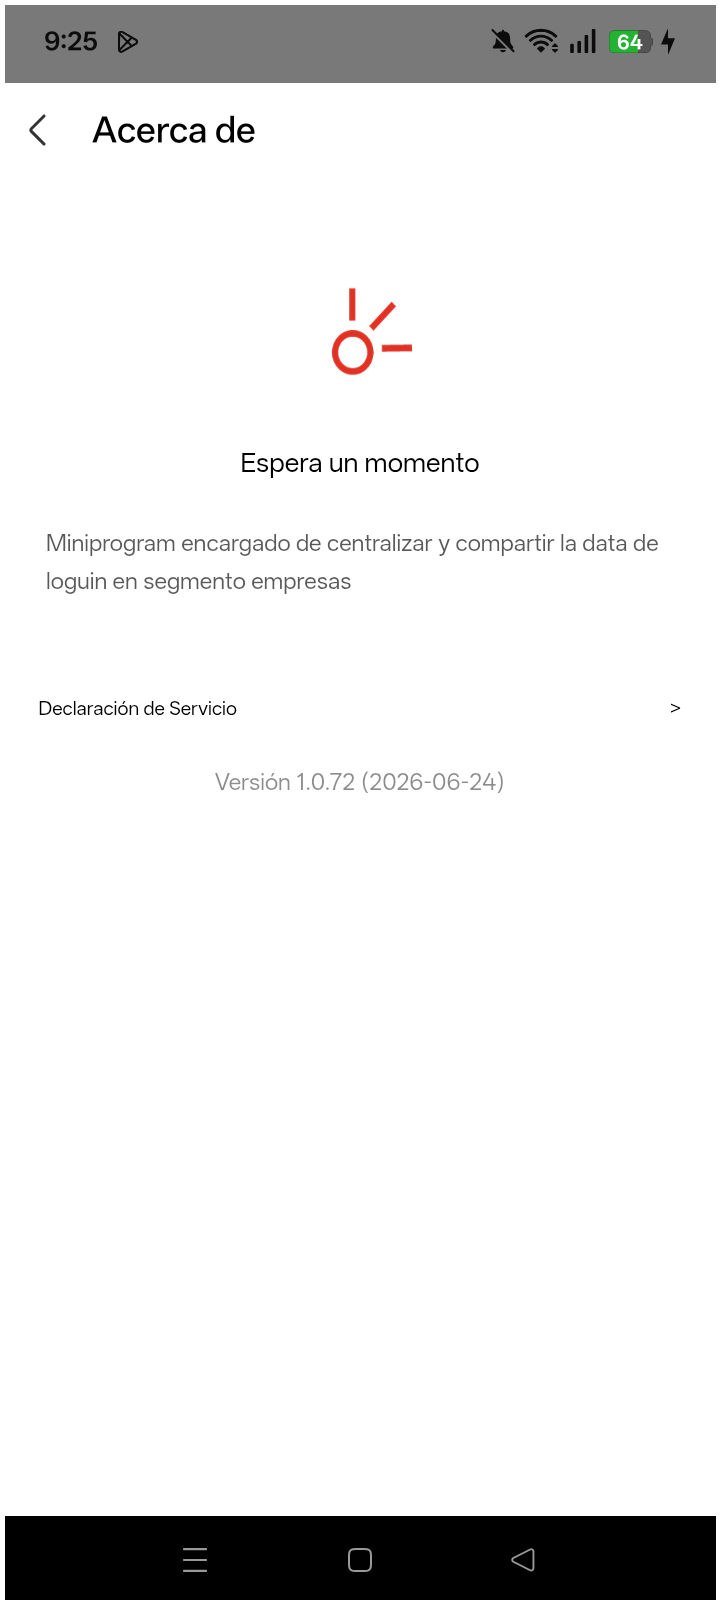 9:25
64
Acerca de
Espera un momento
Miniprogram encargado de centralizar y compartir la data de
loguin en segmento empresas
Declaración de Servicio >
Versión 1.0.72 (2026-06-24)